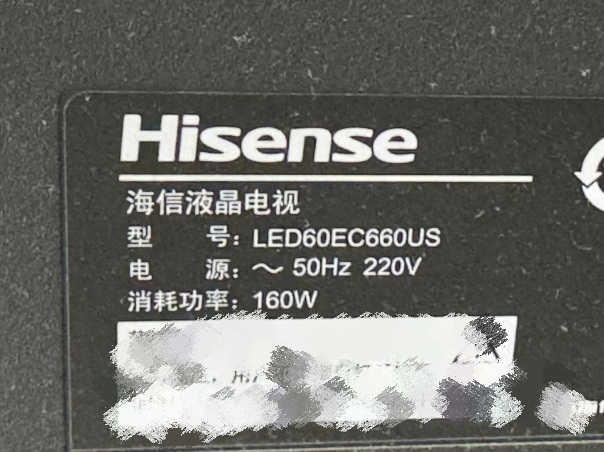 Hisense
海信液晶电视
型 号: LED60EC660US
电 源: ～ 50Hz 220V
消耗功率: 160W